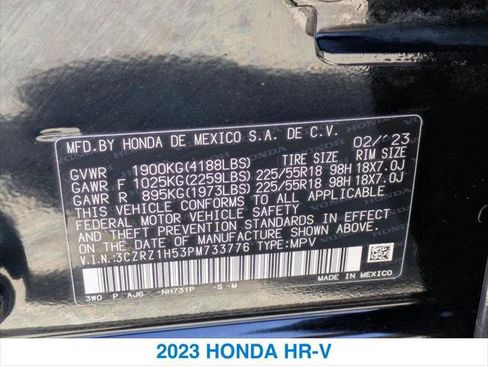 MFD.BY HONDA DE MEXICO S.A. DE C.V. 02/'23
GVWR 1900KG(4188LBS) TIRE SIZE RIM SIZE
GAWR F 1025KG(2259LBS) 225/55R18 98H 18X7.0J
GAWR R 895KG(1973LBS) 225/55R18 98H 18X7.0J
THIS VEHICLE CONFORMS TO ALL APPLICABLE
FEDERAL MOTOR VEHICLE SAFETY AND
THEFT PREVENTION STANDARDS IN EFFECT ON
THE DATE OF MANUFACTURE SHOWN ABOVE.
V.I.N.:3CZRZ1H53PM733776 TYPE:MPV
3W0 P AJ6 -NH731P -S -M
MADE IN MEXICO
2023 HONDA HR-V